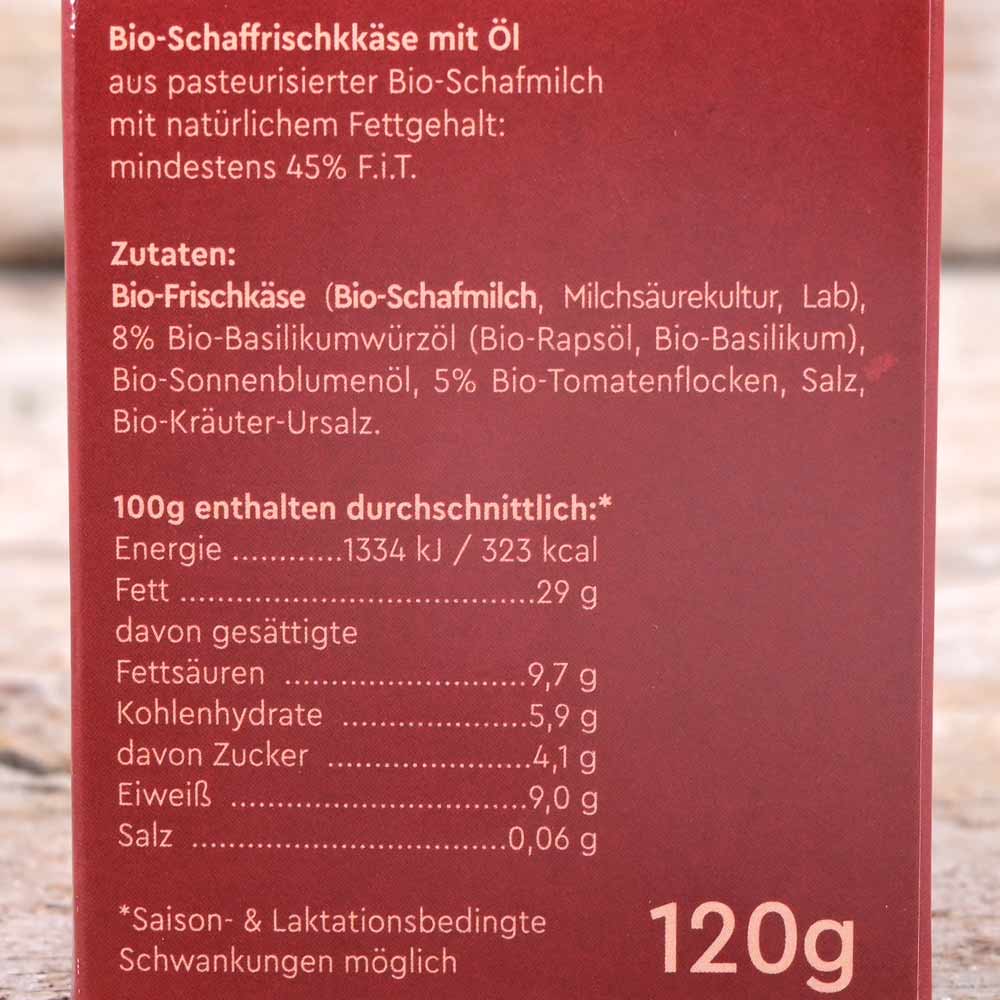 Bio-Schaffrischkkäse mit Öl
aus pasteurisierter Bio-Schafmilch
mit natürlichem Fettgehalt:
mindestens 45% F.i.T.
Zutaten:
Bio-Frischkäse (Bio-Schafmilch, Milchsäurekultur, Lab),
8% Bio-Basilikumwürzöl (Bio-Rapsöl, Bio-Basilikum),
Bio-Sonnenblumenöl, 5% Bio-Tomatenflocken, Salz,
Bio-Kräuter-Ursalz.
100g enthalten durchschnittlich:*
Energie ............1334 kJ / 323 kcal
Fett .......................................29 g
davon gesättigte
Fettsäuren ..........................9,7 g
Kohlenhydrate ....................5,9 g
davon Zucker ......................4,1 g
Eiweiß ................................9,0 g
Salz ..................................0,06 g
*Saison- & Laktationsbedingte
Schwankungen möglich
120g